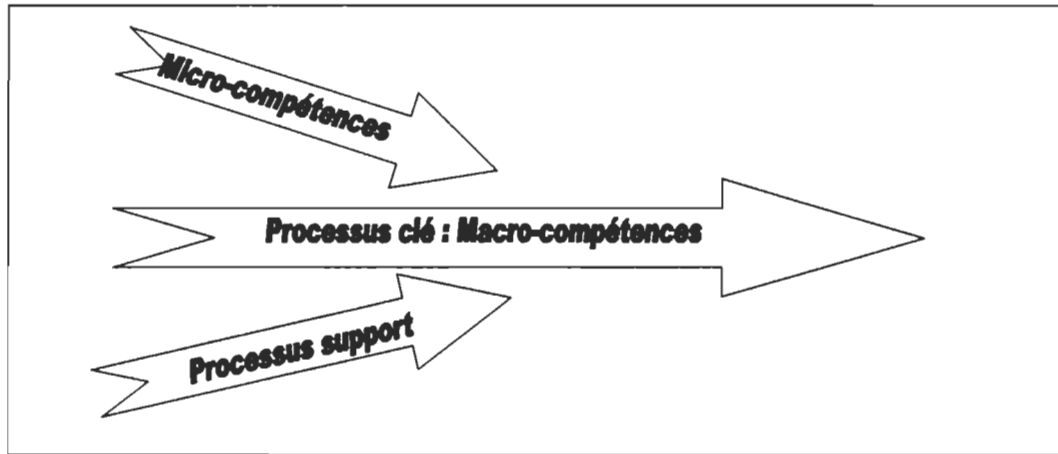 Micro-compétences
Processus clé : Macro-compétences
Processus support